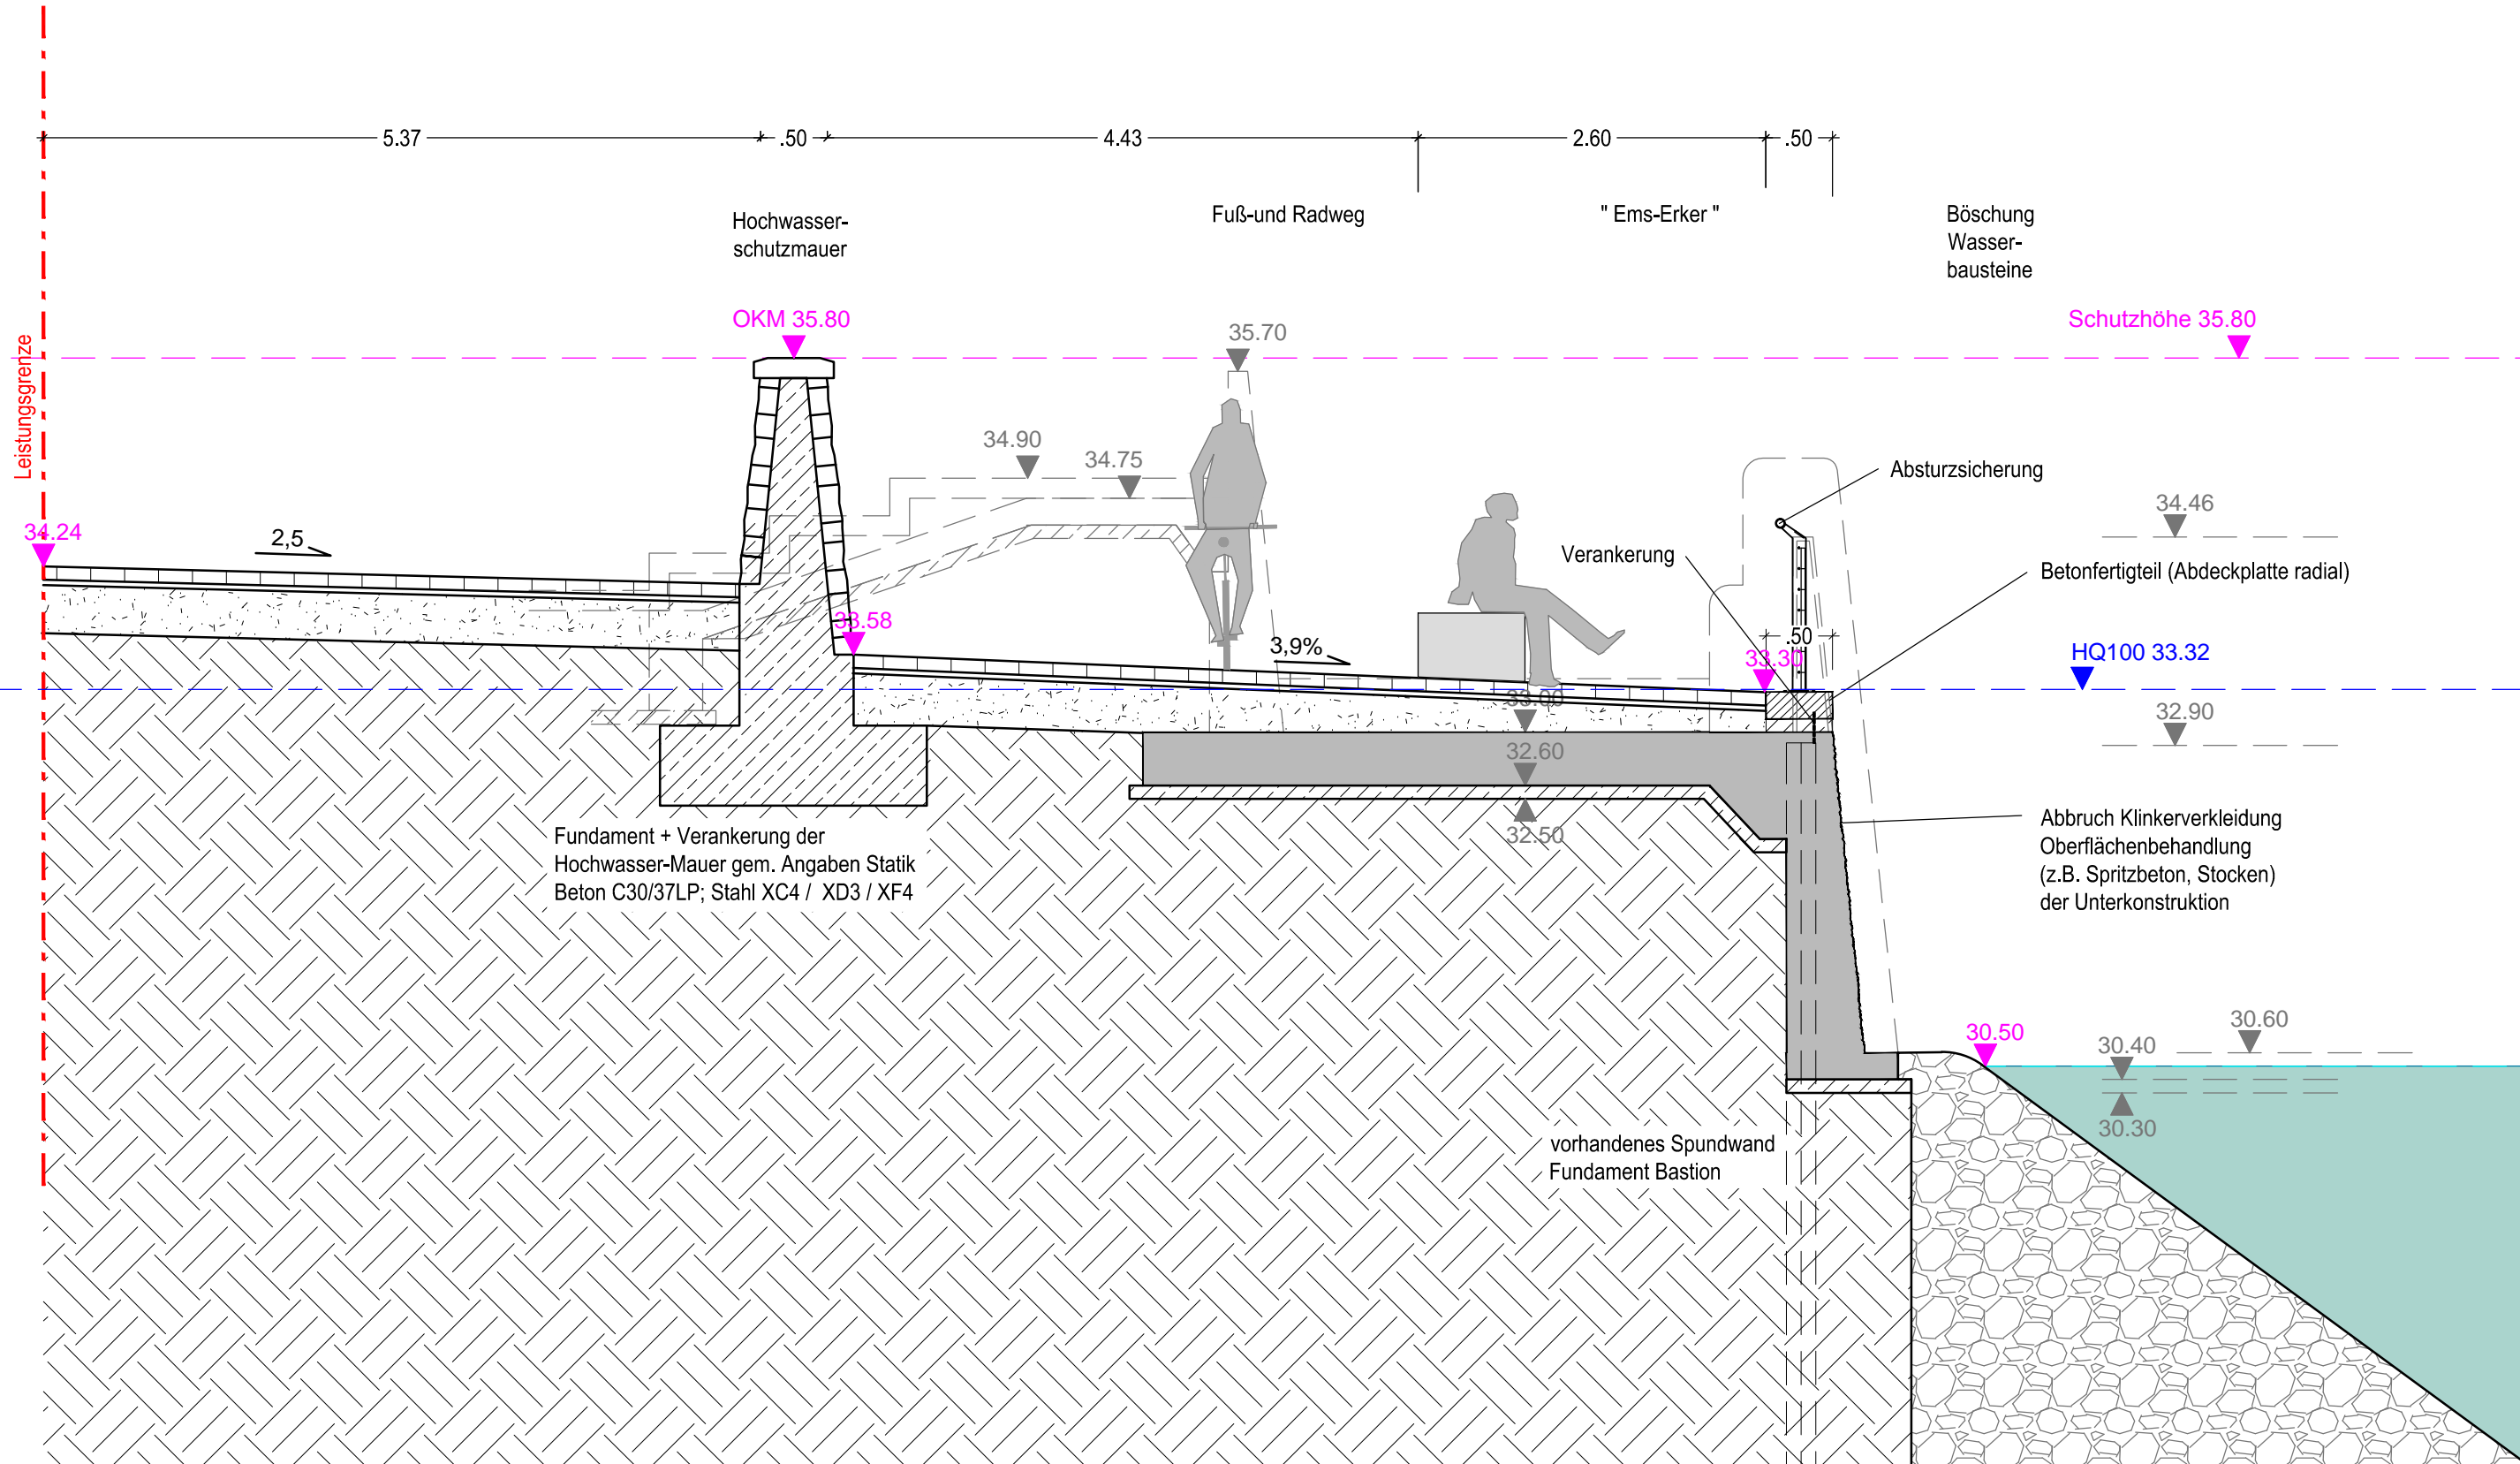 5.37
.50
4.43
2.60
.50
Hochwasser-
schutzmauer
Fuß-und Radweg
" Ems-Erker "
Böschung
Wasser-
bausteine
Leistungsgrenze
OKM 35.80
35.70
Schutzhöhe 35.80
34.90
34.75
Absturzsicherung
34.46
34.24
2,5
Verankerung
Betonfertigteil (Abdeckplatte radial)
33.58
3,9%
.50
33.30
HQ100 33.32
33.00
32.90
32.60
32.50
Fundament + Verankerung der
Hochwasser-Mauer gem. Angaben Statik
Beton C30/37LP; Stahl XC4 / XD3 / XF4
Abbruch Klinkerverkleidung
Oberflächenbehandlung
(z.B. Spritzbeton, Stocken)
der Unterkonstruktion
30.50
30.60
30.40
30.30
vorhandenes Spundwand
Fundament Bastion